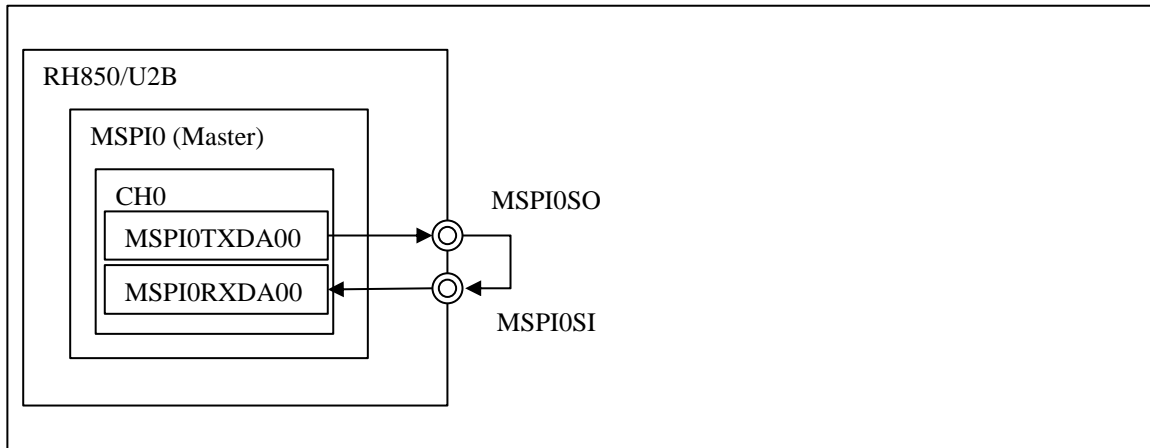 RH850/U2B
MSPI0 (Master)
CH0
MSPI0TXDA00
MSPI0RXDA00
MSPI0SO
MSPI0SI